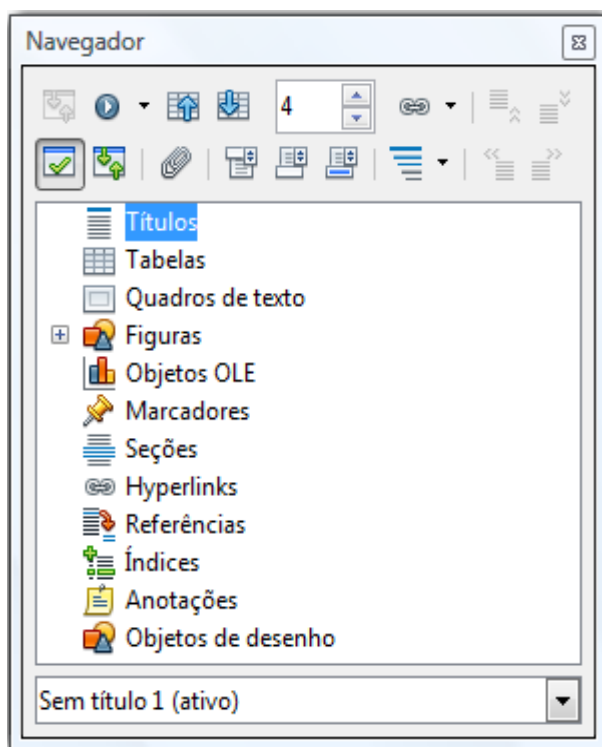 Navegador
4
Títulos
Tabelas
Quadros de texto
Figuras
Objetos OLE
Marcadores
Seções
Hyperlinks
Referências
Índices
Anotações
Objetos de desenho
Sem título 1 (ativo)